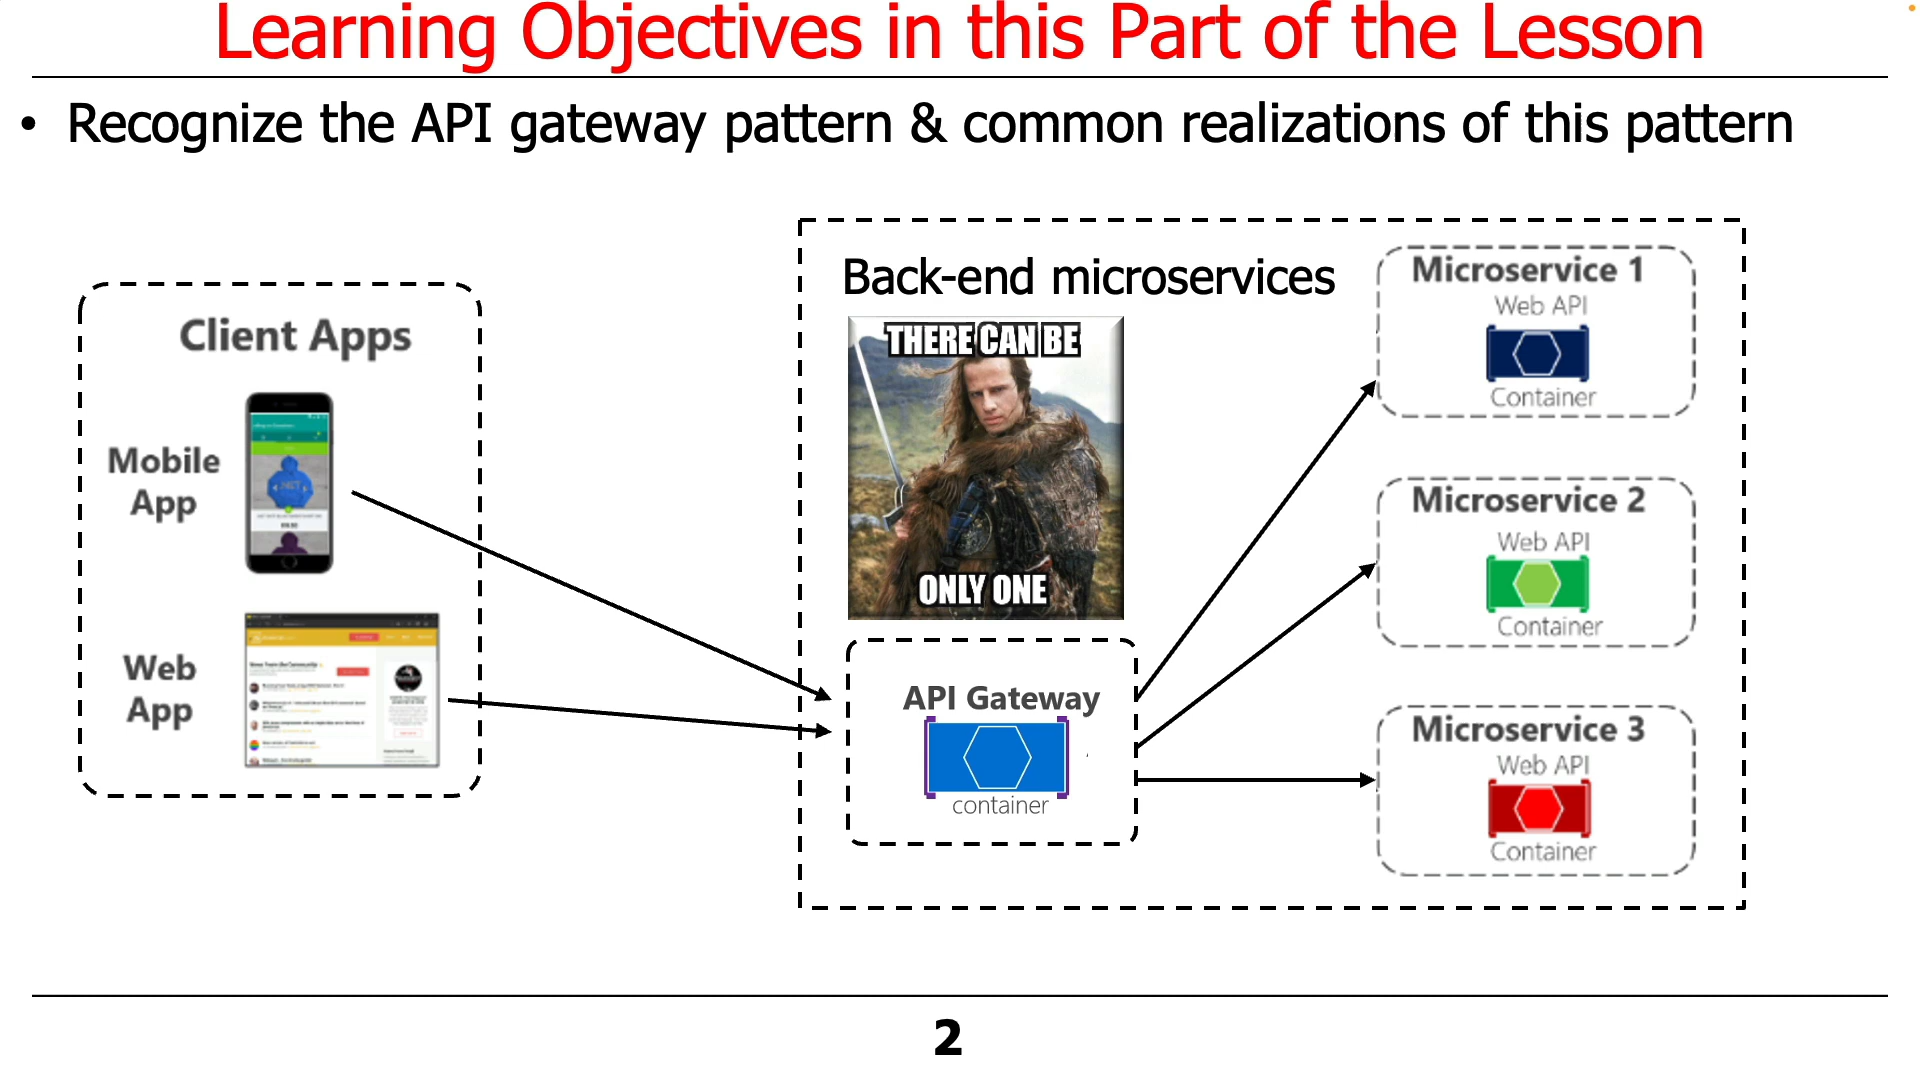 Learning Objectives in this Part of the Lesson
• Recognize the API gateway pattern & common realizations of this pattern
Client Apps
Mobile
App
Web
App
Back-end microservices
THERE CAN BE
ONLY ONE
API Gateway
container
Microservice 1
Web API
Container
Microservice 2
Web API
Container
Microservice 3
Web API
Container
2